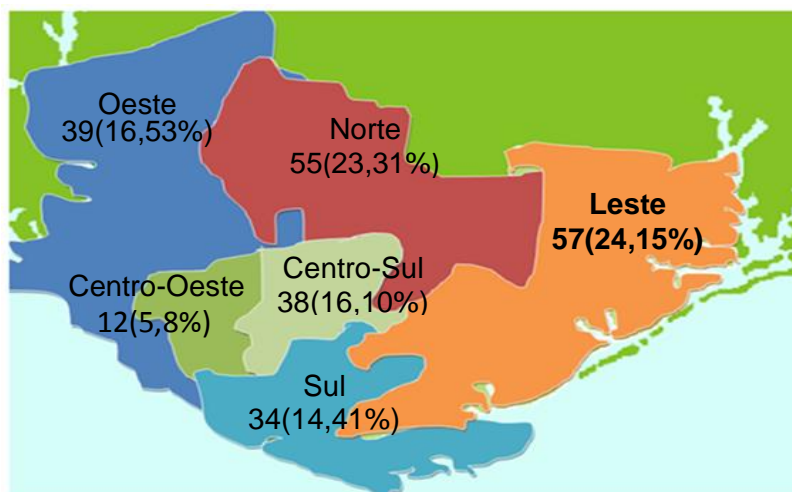 Oeste
39(16,53%)
Norte
55(23,31%)
Leste
57(24,15%)
Centro-Oeste
12(5,8%)
Centro-Sul
38(16,10%)
Sul
34(14,41%)